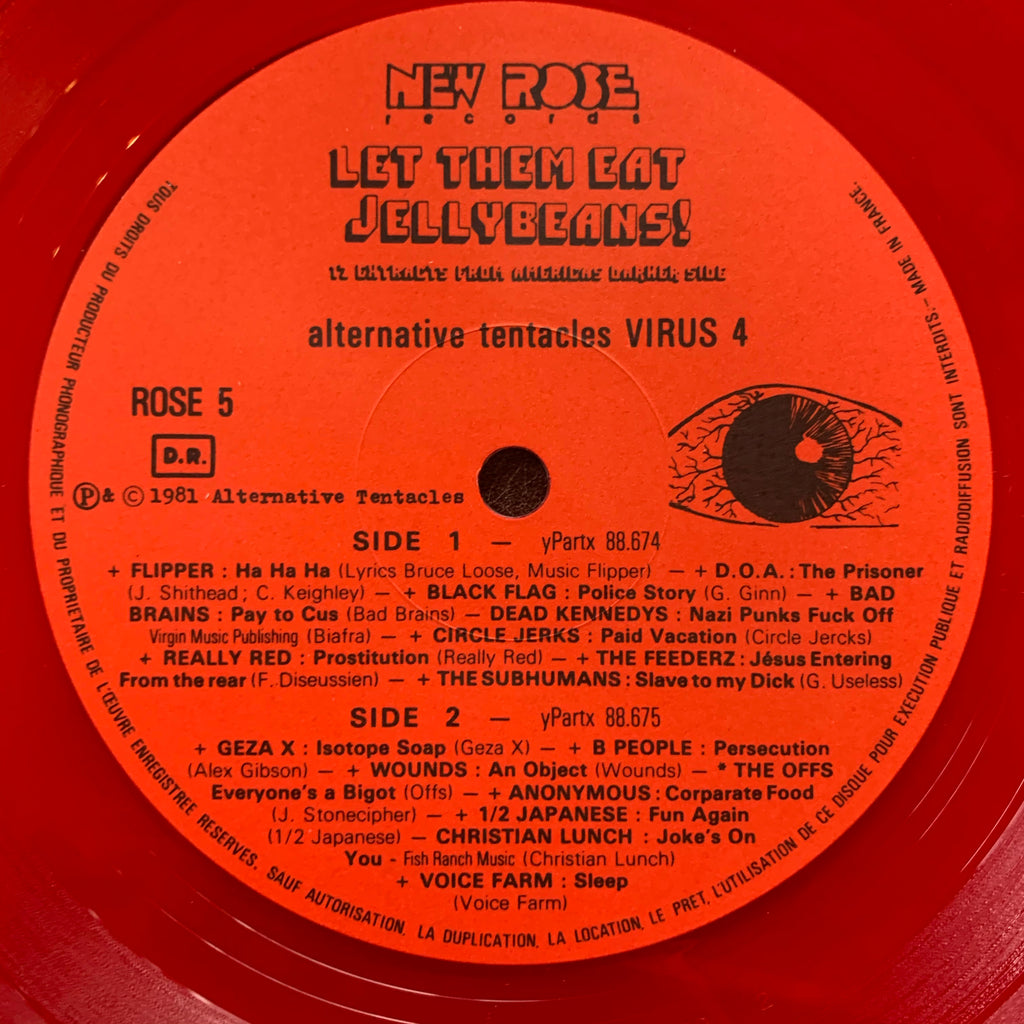 NEW ROSE
records
LET THEM EAT
JELLYBEANS!
17 EXTRACTS FROM AMERICAS DARKER SIDE
alternative tentacles VIRUS 4
ROSE 5
D.R.
℗ & © 1981 Alternative Tentacles
SIDE 1 — yPartx 88.674
+ FLIPPER : Ha Ha Ha (Lyrics Bruce Loose, Music Flipper) — + D.O.A. : The Prisoner
(J. Shithead ; C. Keighley) — + BLACK FLAG : Police Story (G. Ginn) — + BAD
BRAINS : Pay to Cus (Bad Brains) — DEAD KENNEDYS : Nazi Punks Fuck Off
Virgin Music Publishing (Biafra) — + CIRCLE JERKS : Paid Vacation (Circle Jercks)
+ REALLY RED : Prostitution (Really Red) — + THE FEEDERZ : Jésus Entering
From the rear (F. Diseussien) — + THE SUBHUMANS : Slave to my Dick (G. Useless)
SIDE 2 — yPartx 88.675
+ GEZA X : Isotope Soap (Geza X) — + B PEOPLE : Persecution
(Alex Gibson) — + WOUNDS : An Object (Wounds) — * THE OFFS
Everyone's a Bigot (Offs) — + ANONYMOUS : Corparate Food
(J. Stonecipher) — + 1/2 JAPANESE : Fun Again
(1/2 Japanese) — CHRISTIAN LUNCH : Joke's On
You - Fish Ranch Music (Christian Lunch)
+ VOICE FARM : Sleep
(Voice Farm)
TOUS DROITS DU PRODUCTEUR PHONOGRAPHIQUE ET DU PROPRIETAIRE DE L'ŒUVRE ENREGISTREE RESERVES. SAUF AUTORISATION, LA DUPLICATION, LA LOCATION, LE PRET, L'UTILISATION DE CE DISQUE POUR EXECUTION PUBLIQUE ET RADIODIFFUSION SONT INTERDITS. – MADE IN FRANCE.